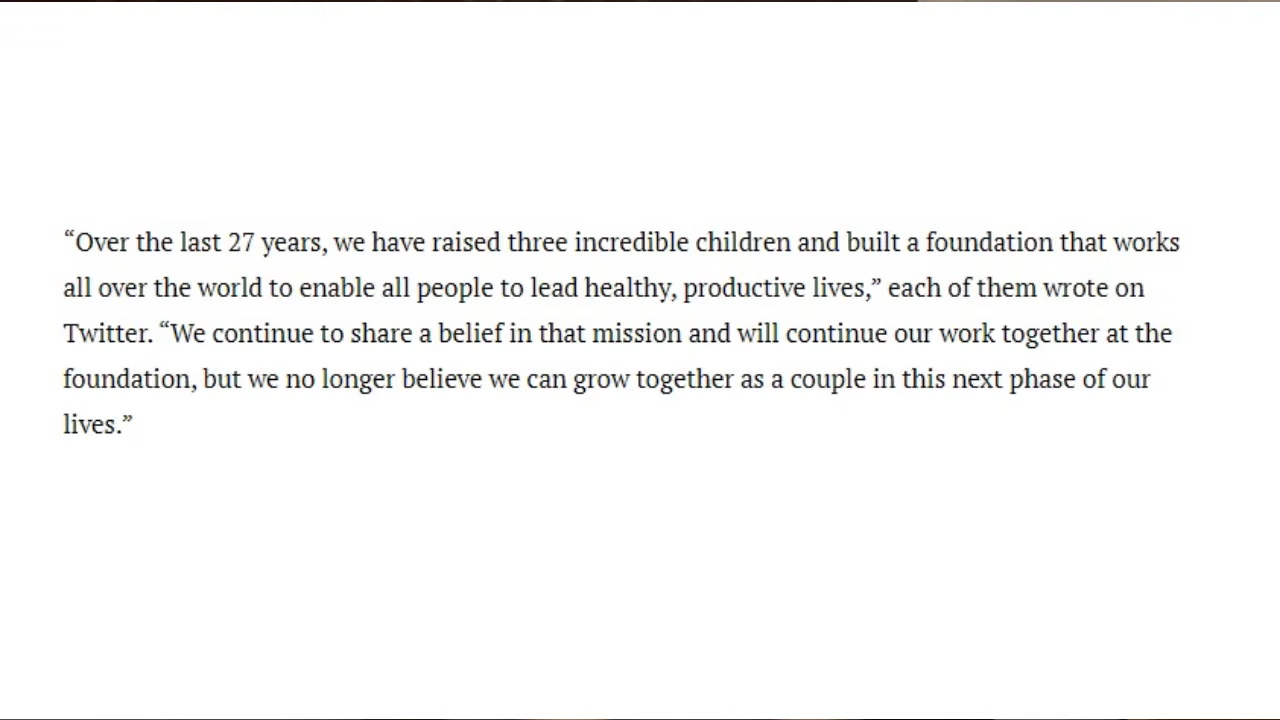 “Over the last 27 years, we have raised three incredible children and built a foundation that works
all over the world to enable all people to lead healthy, productive lives,” each of them wrote on
Twitter. “We continue to share a belief in that mission and will continue our work together at the
foundation, but we no longer believe we can grow together as a couple in this next phase of our
lives.”